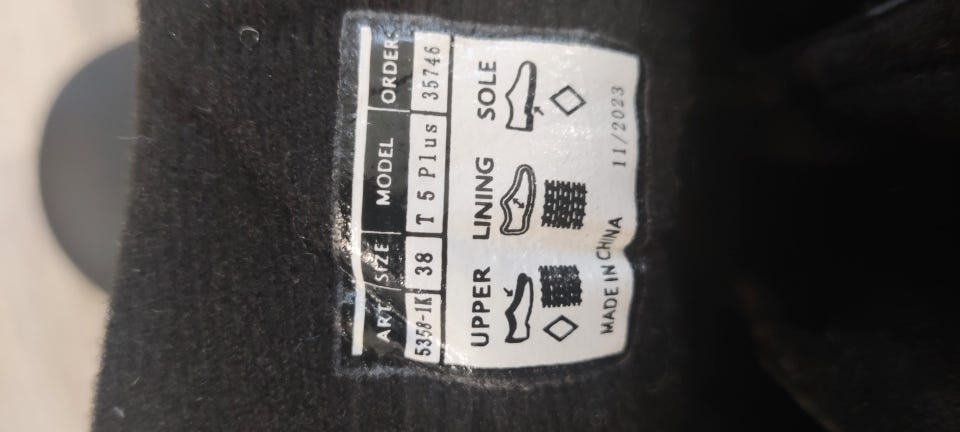 ART SIZE MODEL ORDER
5358-1K 38 T 5 Plus 35746
UPPER LINING SOLE
MADE IN CHINA 11/2023